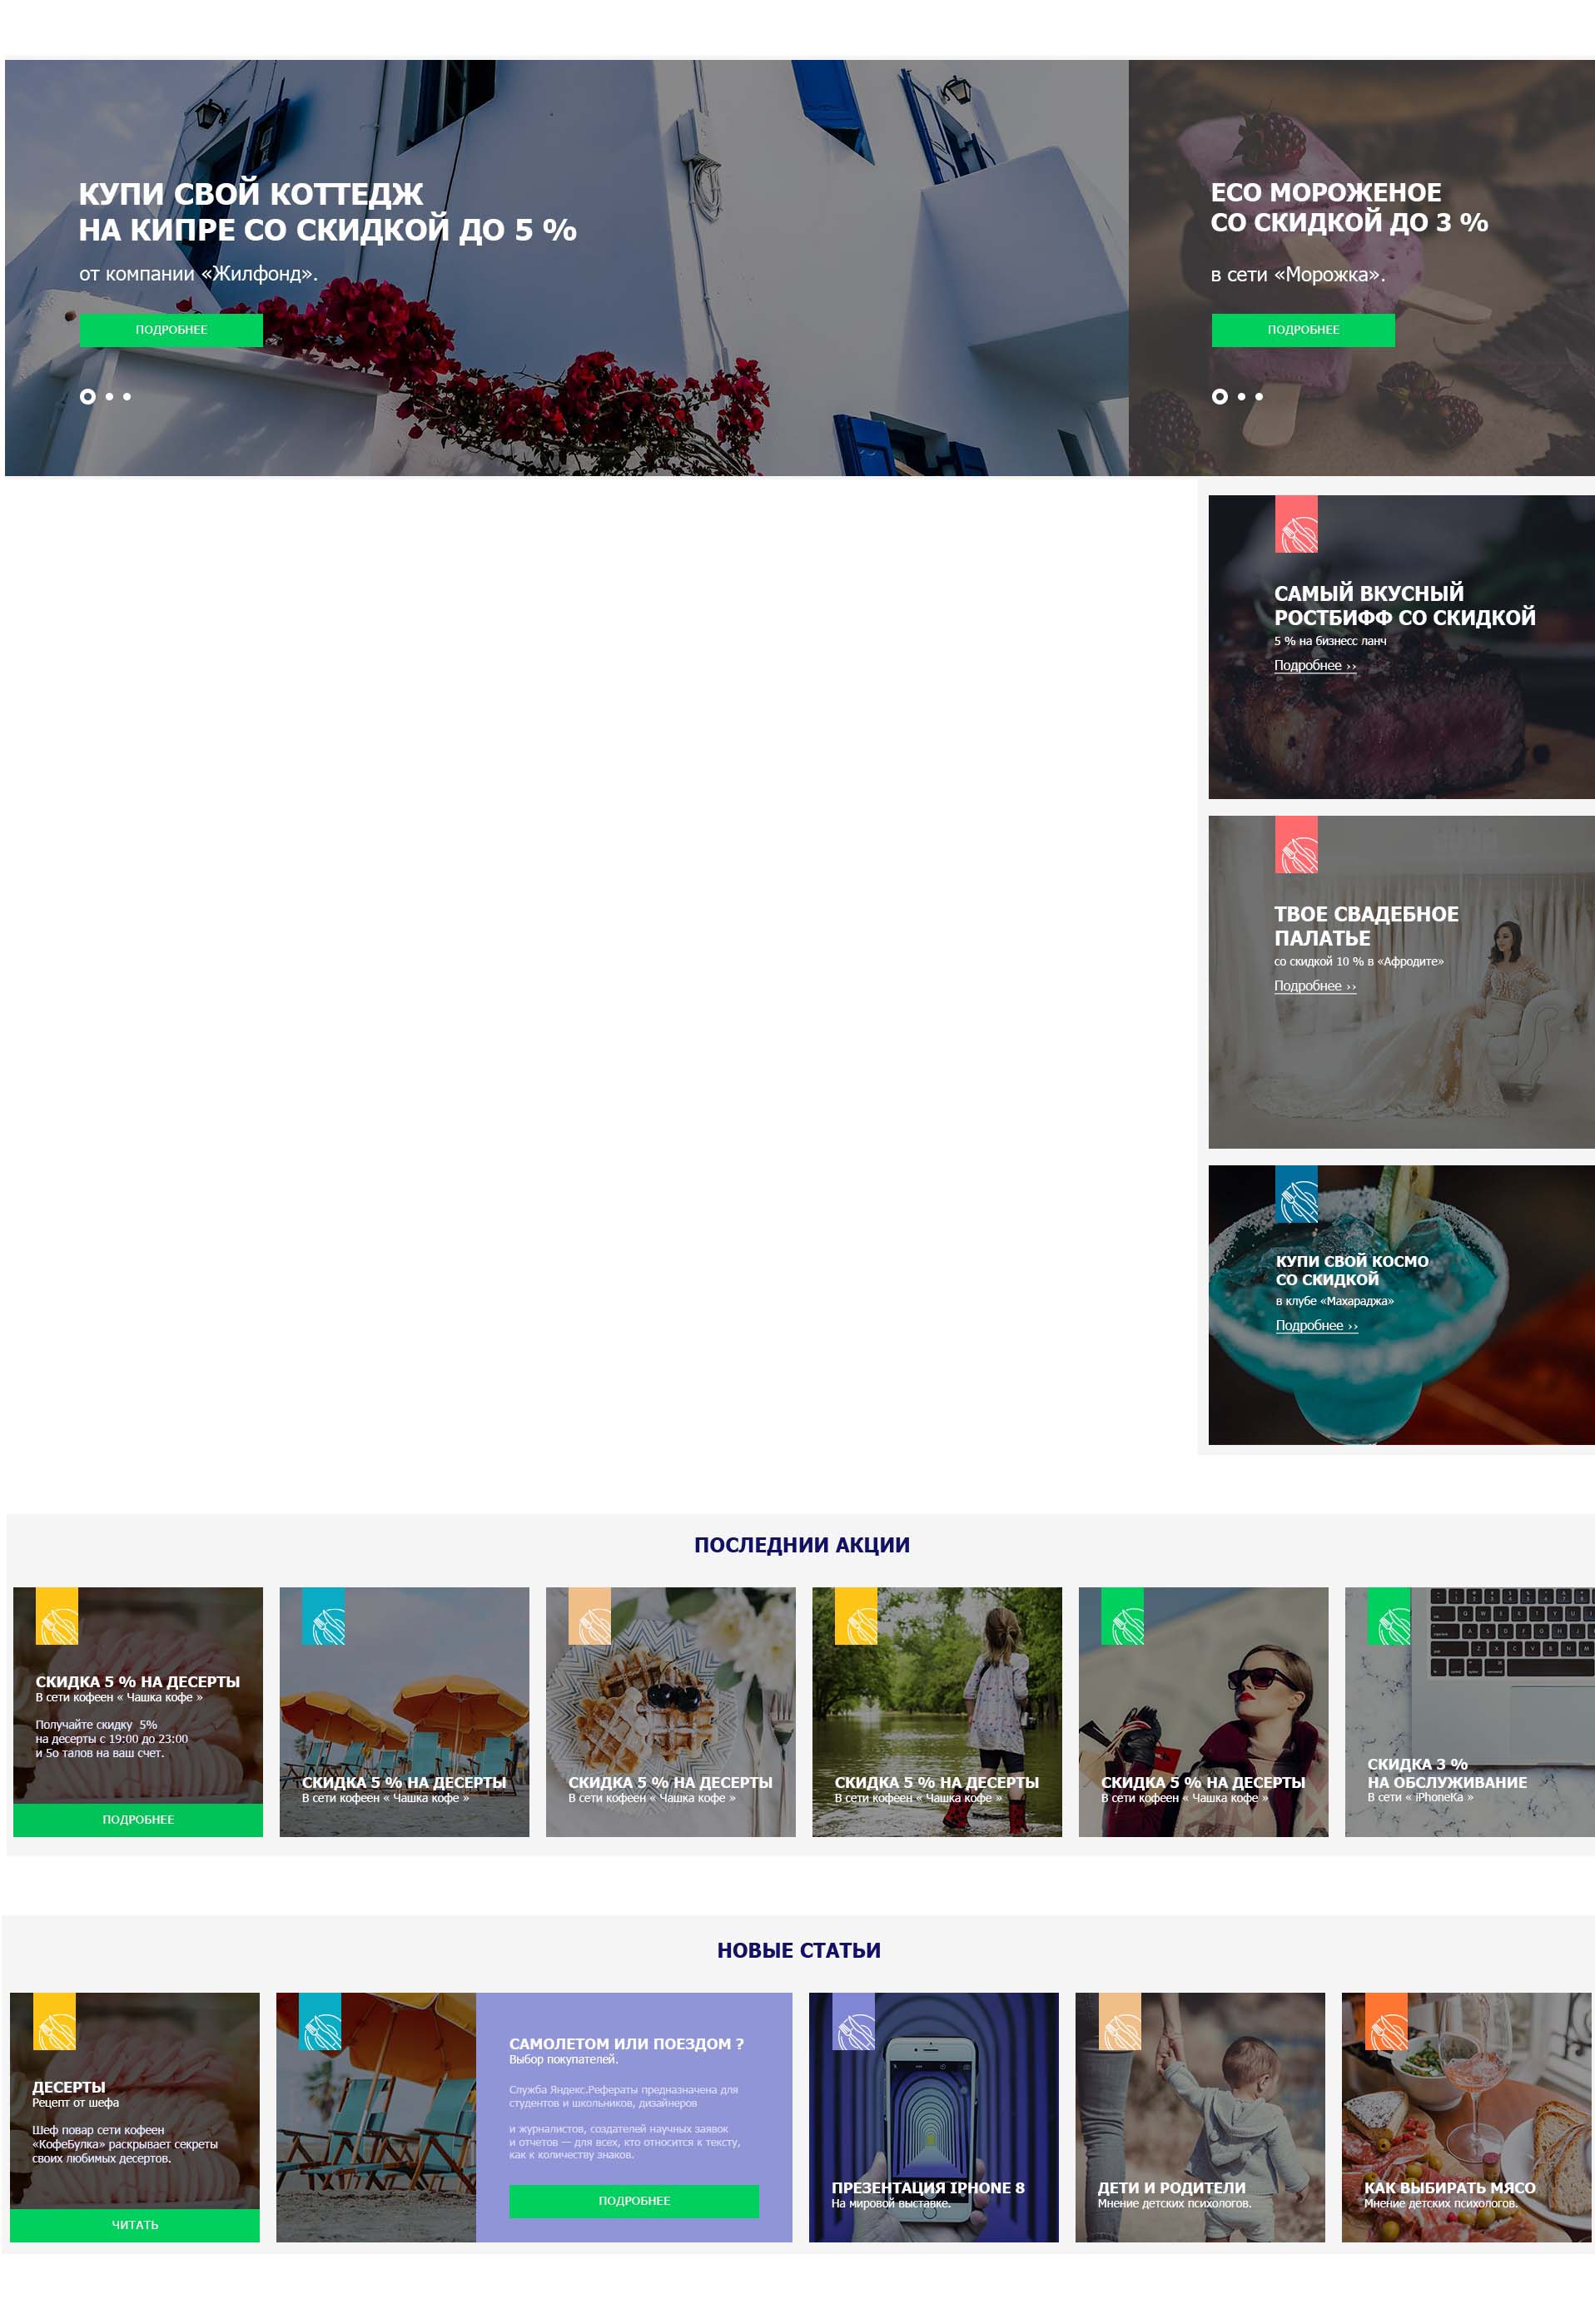 КУПИ СВОЙ КОТТЕДЖ
НА КИПРЕ СО СКИДКОЙ ДО 5 %
от компании «Жилфонд».
ПОДРОБНЕЕ
ECO МОРОЖЕНОЕ
СО СКИДКОЙ ДО 3 %
в сети «Морожка».
ПОДРОБНЕЕ
САМЫЙ ВКУСНЫЙ
РОСТБИФФ СО СКИДКОЙ
5 % на бизнесс ланч
Подробнее ››
ТВОЕ СВАДЕБНОЕ
ПАЛАТЬЕ
со скидкой 10 % в «Афродите»
Подробнее ››
КУПИ СВОЙ КОСМО
СО СКИДКОЙ
в клубе «Махараджа»
Подробнее ››
ПОСЛЕДНИИ АКЦИИ
СКИДКА 5 % НА ДЕСЕРТЫ
В сети кофеен « Чашка кофе »
Получайте скидку 5%
на десерты с 19:00 до 23:00
и 5о талов на ваш счет.
ПОДРОБНЕЕ
СКИДКА 5 % НА ДЕСЕРТЫ
В сети кофеен « Чашка кофе »
СКИДКА 5 % НА ДЕСЕРТЫ
В сети кофеен « Чашка кофе »
СКИДКА 5 % НА ДЕСЕРТЫ
В сети кофеен « Чашка кофе »
СКИДКА 5 % НА ДЕСЕРТЫ
В сети кофеен « Чашка кофе »
СКИДКА 3 %
НА ОБСЛУЖИВАНИЕ
В сети « iPhoneКа »
НОВЫЕ СТАТЬИ
ДЕСЕРТЫ
Рецепт от шефа
Шеф повар сети кофеен
«КофеБулка» раскрывает секреты
своих любимых десертов.
ЧИТАТЬ
САМОЛЕТОМ ИЛИ ПОЕЗДОМ ?
Выбор покупателей.
Служба Яндекс.Рефераты предназначена для
студентов и школьников, дизайнеров
и журналистов, создателей научных заявок
и отчетов — для всех, кто относится к тексту,
как к количеству знаков.
ПОДРОБНЕЕ
ПРЕЗЕНТАЦИЯ IPHONE 8
На мировой выставке.
ДЕТИ И РОДИТЕЛИ
Мнение детских психологов.
КАК ВЫБИРАТЬ МЯСО
Мнение детских психологов.